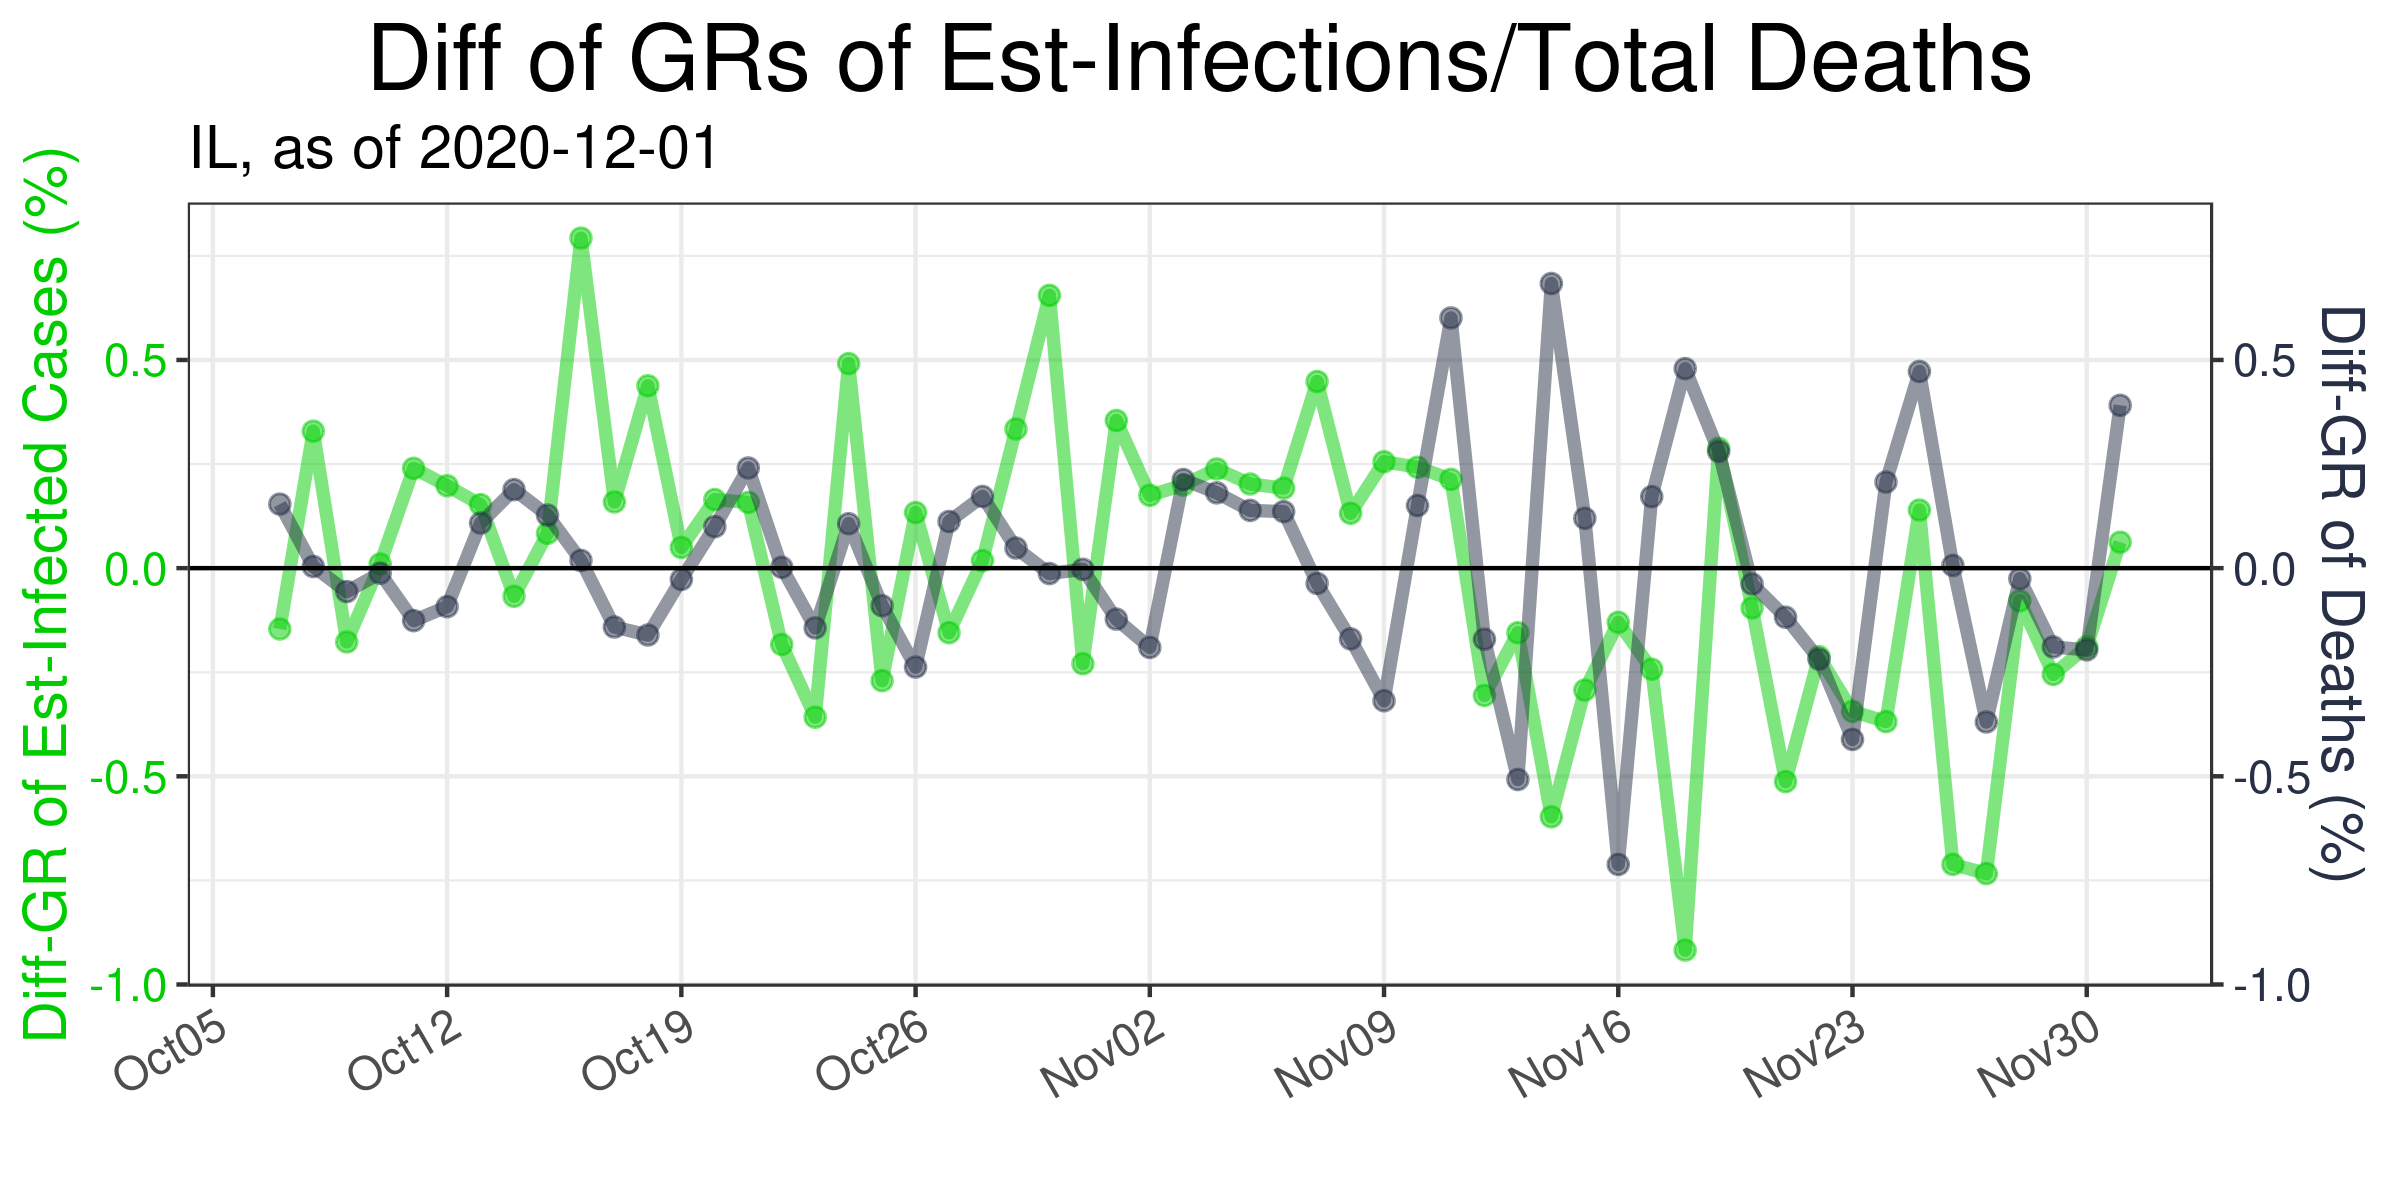 Diff of GRs of Est-Infections/Total Deaths
IL, as of 2020-12-01
Diff-GR of Est-Infected Cases (%)
0.5
0.0
-0.5
-1.0
0.5
0.0
-0.5
-1.0
Diff-GR of Deaths (%)
Oct05
Oct12
Oct19
Oct26
Nov02
Nov09
Nov16
Nov23
Nov30